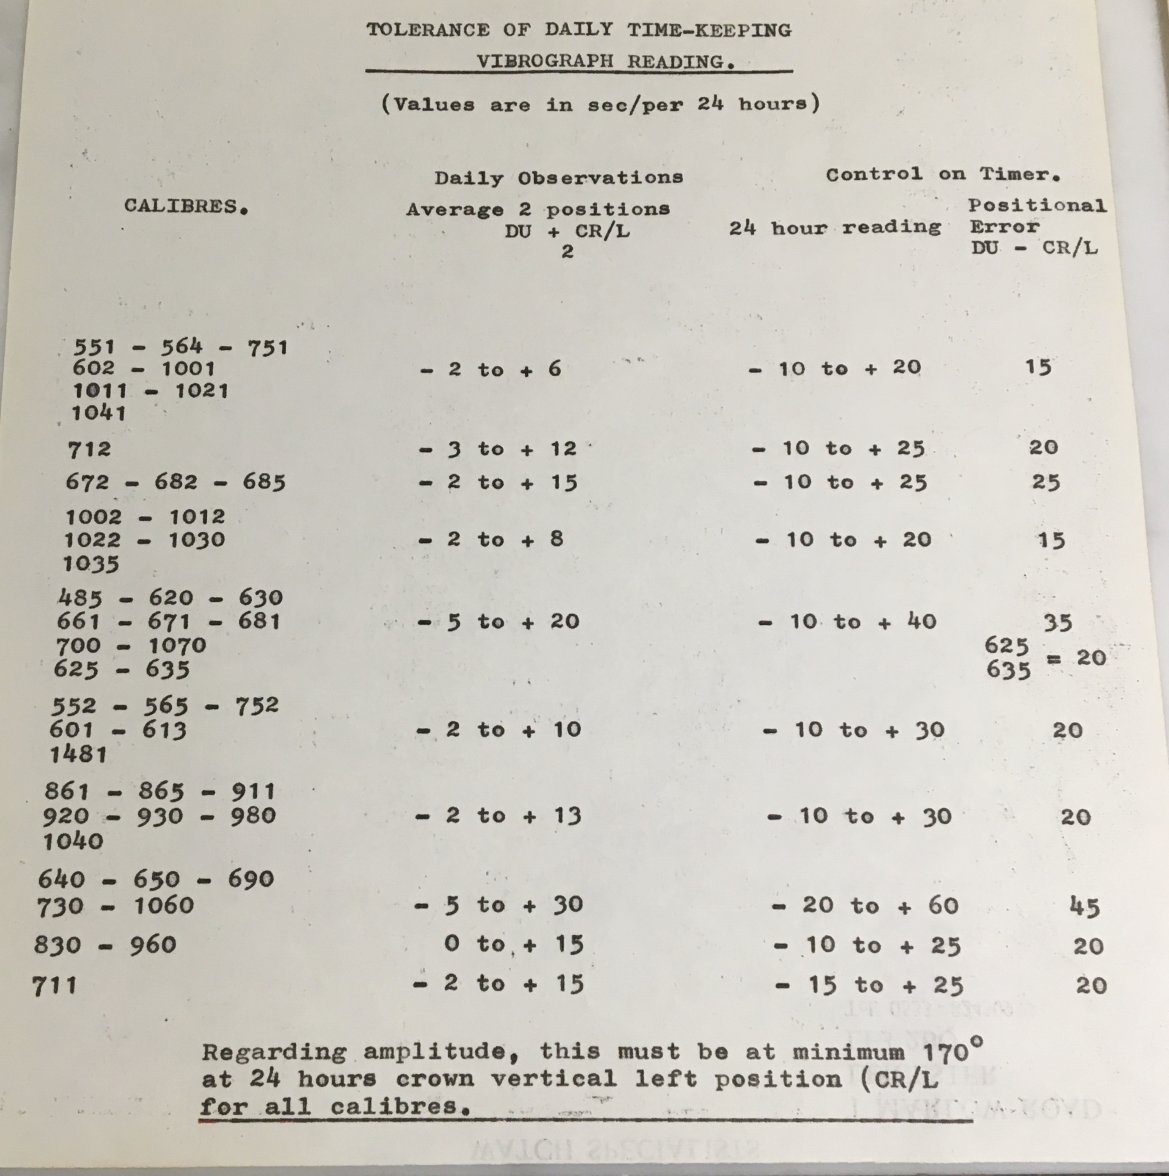 TOLERANCE OF DAILY TIME-KEEPING
VIBROGRAPH READING.
(Values are in sec/per 24 hours)
Daily Observations Control on Timer.
CALIBRES. Average 2 positions Positional
DU + CR/L 24 hour reading Error
2 DU - CR/L
551 - 564 - 751
602 - 1001 - 2 to + 6 - 10 to + 20 15
1011 - 1021
1041
712 - 3 to + 12 - 10 to + 25 20
672 - 682 - 685 - 2 to + 15 - 10 to + 25 25
1002 - 1012
1022 - 1030 - 2 to + 8 - 10 to + 20 15
1035
485 - 620 - 630
661 - 671 - 681 - 5 to + 20 - 10 to + 40 35
700 - 1070 625
625 - 635 635 = 20
552 - 565 - 752
601 - 613 - 2 to + 10 - 10 to + 30 20
1481
861 - 865 - 911
920 - 930 - 980 - 2 to + 13 - 10 to + 30 20
1040
640 - 650 - 690
730 - 1060 - 5 to + 30 - 20 to + 60 45
830 - 960 0 to + 15 - 10 to + 25 20
711 - 2 to + 15 - 15 to + 25 20
Regarding amplitude, this must be at minimum 170°
at 24 hours crown vertical left position (CR/L
for all calibres.
WATCH SPECIALISTS